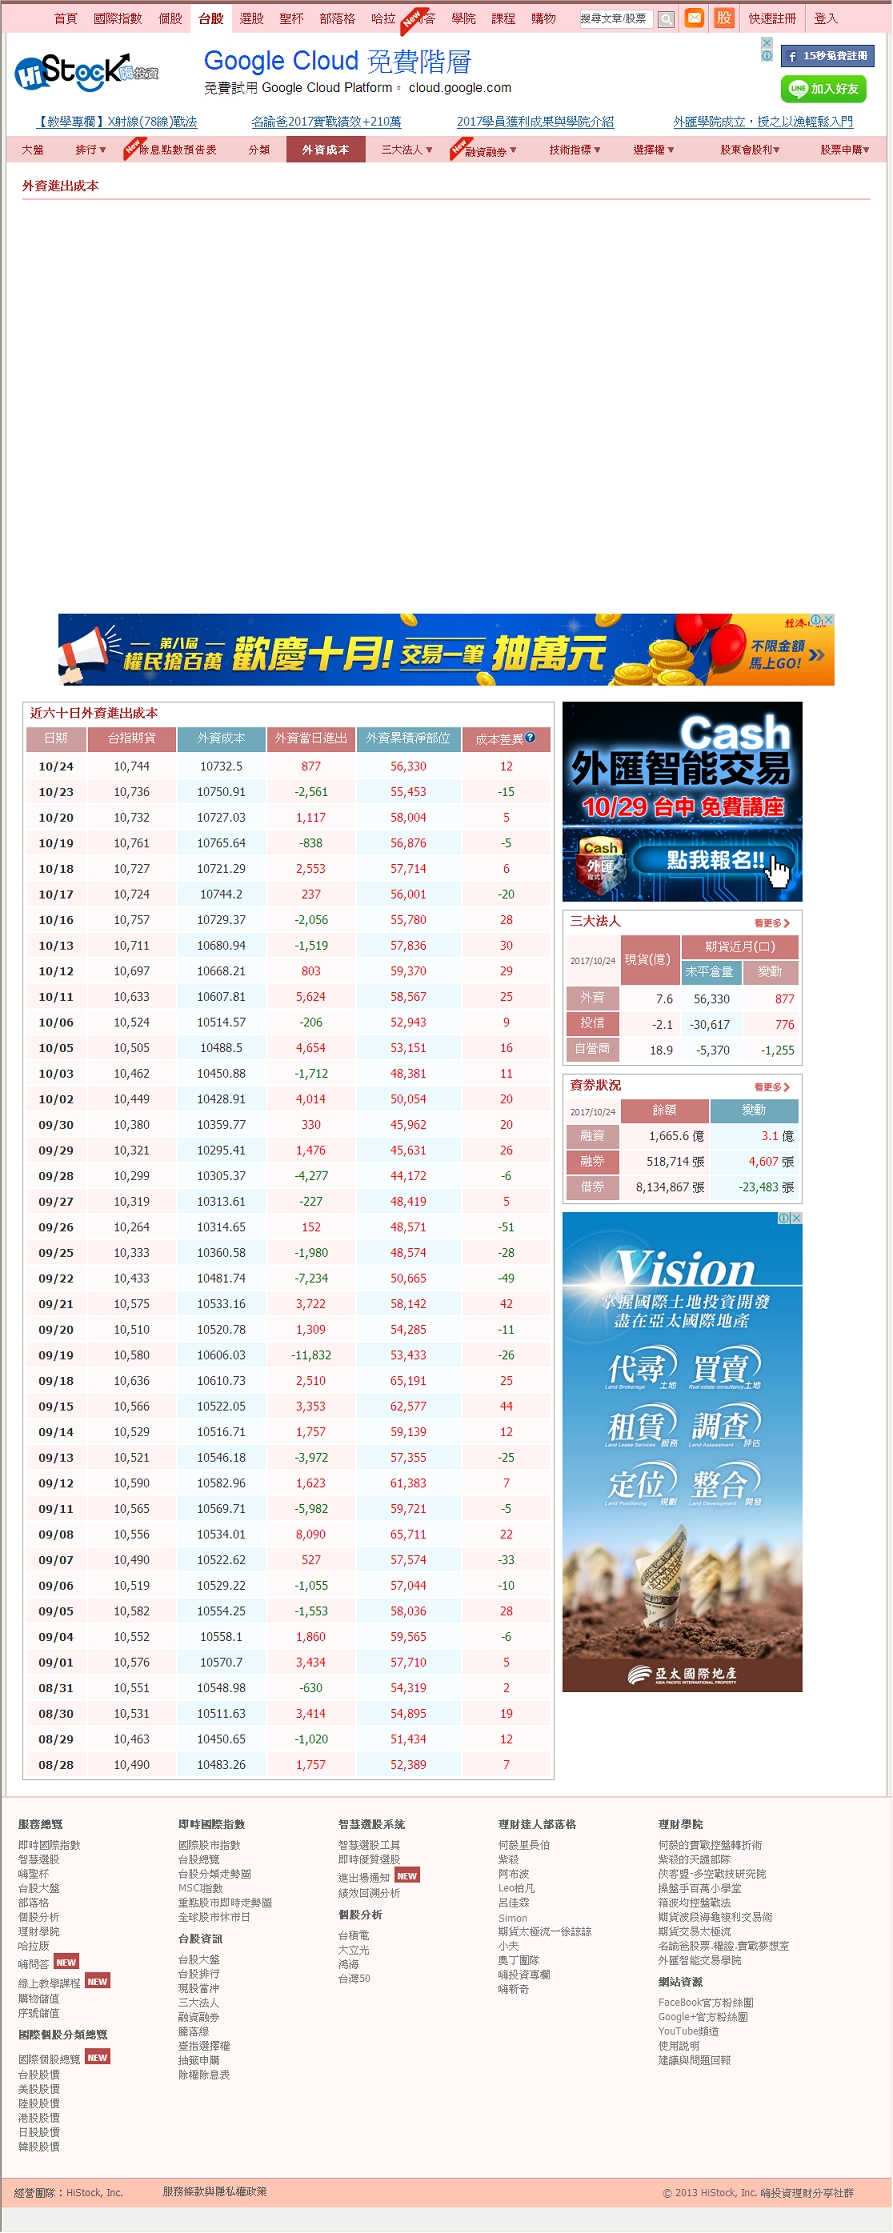 首頁 國際指數 個股 台股 選股 聖杯 部落格 哈拉 New 問答 學院 課程 購物 搜尋文章/股票 股 快速註冊 登入
HiStock嗨投資
Google Cloud 免費階層
免費試用 Google Cloud Platform。 cloud.google.com
f 15秒免費註冊
LINE 加入好友
【教學專欄】X射線(78線)戰法 名諭爸2017實戰績效+210萬 2017學員獲利成果與學院介紹 外匯學院成立，授之以漁輕鬆入門
大盤 排行▼ New 除息點數預告表 分類 外資成本 三大法人▼ New 融資融券▼ 技術指標▼ 選擇權▼ 股東會股利▼ 股票申購▼
外資進出成本
第八屆 權民搶百萬 歡慶十月! 交易一筆 抽萬元 不限金額 馬上GO!
近六十日外資進出成本
日期 台指期貨 外資成本 外資當日進出 外資累積淨部位 成本差異?
10/24 10,744 10732.5 877 56,330 12
10/23 10,736 10750.91 -2,561 55,453 -15
10/20 10,732 10727.03 1,117 58,004 5
10/19 10,761 10765.64 -838 56,876 -5
10/18 10,727 10721.29 2,553 57,714 6
10/17 10,724 10744.2 237 56,001 -20
10/16 10,757 10729.37 -2,056 55,780 28
10/13 10,711 10680.94 -1,519 57,836 30
10/12 10,697 10668.21 803 59,370 29
10/11 10,633 10607.81 5,624 58,567 25
10/06 10,524 10514.57 -206 52,943 9
10/05 10,505 10488.5 4,654 53,151 16
10/03 10,462 10450.88 -1,712 48,381 11
10/02 10,449 10428.91 4,014 50,054 20
09/30 10,380 10359.77 330 45,962 20
09/29 10,321 10295.41 1,476 45,631 26
09/28 10,299 10305.37 -4,277 44,172 -6
09/27 10,319 10313.61 -227 48,419 5
09/26 10,264 10314.65 152 48,571 -51
09/25 10,333 10360.58 -1,980 48,574 -28
09/22 10,433 10481.74 -7,234 50,665 -49
09/21 10,575 10533.16 3,722 58,142 42
09/20 10,510 10520.78 1,309 54,285 -11
09/19 10,580 10606.03 -11,832 53,433 -26
09/18 10,636 10610.73 2,510 65,191 25
09/15 10,566 10522.05 3,353 62,577 44
09/14 10,529 10516.71 1,757 59,139 12
09/13 10,521 10546.18 -3,972 57,355 -25
09/12 10,590 10582.96 1,623 61,383 7
09/11 10,565 10569.71 -5,982 59,721 -5
09/08 10,556 10534.01 8,090 65,711 22
09/07 10,490 10522.62 527 57,574 -33
09/06 10,519 10529.22 -1,055 57,044 -10
09/05 10,582 10554.25 -1,553 58,036 28
09/04 10,552 10558.1 1,860 59,565 -6
09/01 10,576 10570.7 3,434 57,710 5
08/31 10,551 10548.98 -630 54,319 2
08/30 10,531 10511.63 3,414 54,895 19
08/29 10,463 10450.65 -1,020 51,434 12
08/28 10,490 10483.26 1,757 52,389 7
Cash
外匯智能交易
10/29 台中 免費講座
Cash 外匯 點我報名!!
三大法人 看更多
2017/10/24 現貨(億) 期貨近月(口)
未平倉量 變動
外資 7.6 56,330 877
投信 -2.1 -30,617 776
自營商 18.9 -5,370 -1,255
資券狀況 看更多
2017/10/24 餘額 變動
融資 1,665.6 億 3.1 億
融券 518,714 張 4,607 張
借券 8,134,867 張 -23,483 張
Vision
掌握國際土地投資開發
盡在亞太國際地產
代尋 土地 Land Brokerage 買賣 土地 Real estate consultancy
租賃 服務 Land Lease Services 調查 評估 Land Assessment
定位 規劃 Land Positioning 整合 開發 Land Development
亞太國際地產
ASIA PACIFIC INTERNATIONAL PROPERTY
服務總覽
即時國際指數
智慧選股
嗨聖杯
台股大盤
部落格
個股分析
理財學院
哈拉版
嗨問答 NEW
線上教學課程 NEW
購物儲值
序號儲值
國際個股分類總覽
國際個股總覽 NEW
台股股價
美股股價
陸股股價
港股股價
日股股價
韓股股價
即時國際指數
國際股市指數
台股總覽
台股分類走勢圖
MSCI指數
重點股市即時走勢圖
全球股市休市日
台股資訊
台股大盤
台股排行
現股當沖
三大法人
融資融券
騰落線
臺指選擇權
抽籤申購
除權除息表
智慧選股系統
智慧選股工具
即時優質選股
進出場通知 NEW
績效回溯分析
個股分析
台積電
大立光
鴻海
台灣50
理財達人部落格
何毅里長伯
紫殺
阿布波
Leo柏凡
呂佳霖
Simon
期貨太極流一徐諒諒
小夫
奧丁團隊
嗨投資專欄
嗨新奇
理財學院
何毅的實戰控盤轉折術
紫殺的天讖部隊
俠客盟-多空戰技研究院
操盤手百萬小學堂
箱波均控盤戰法
期貨波段海龜複利交易術
期貨交易太極流
名諭爸股票.權證.實戰夢想室
外匯智能交易學院
網站資源
FaceBook官方粉絲團
Google+官方粉絲團
YouTube頻道
使用說明
建議與問題回報
經營團隊：HiStock, Inc. 服務條款與隱私權政策 © 2013 HiStock, Inc. 嗨投資理財分享社群